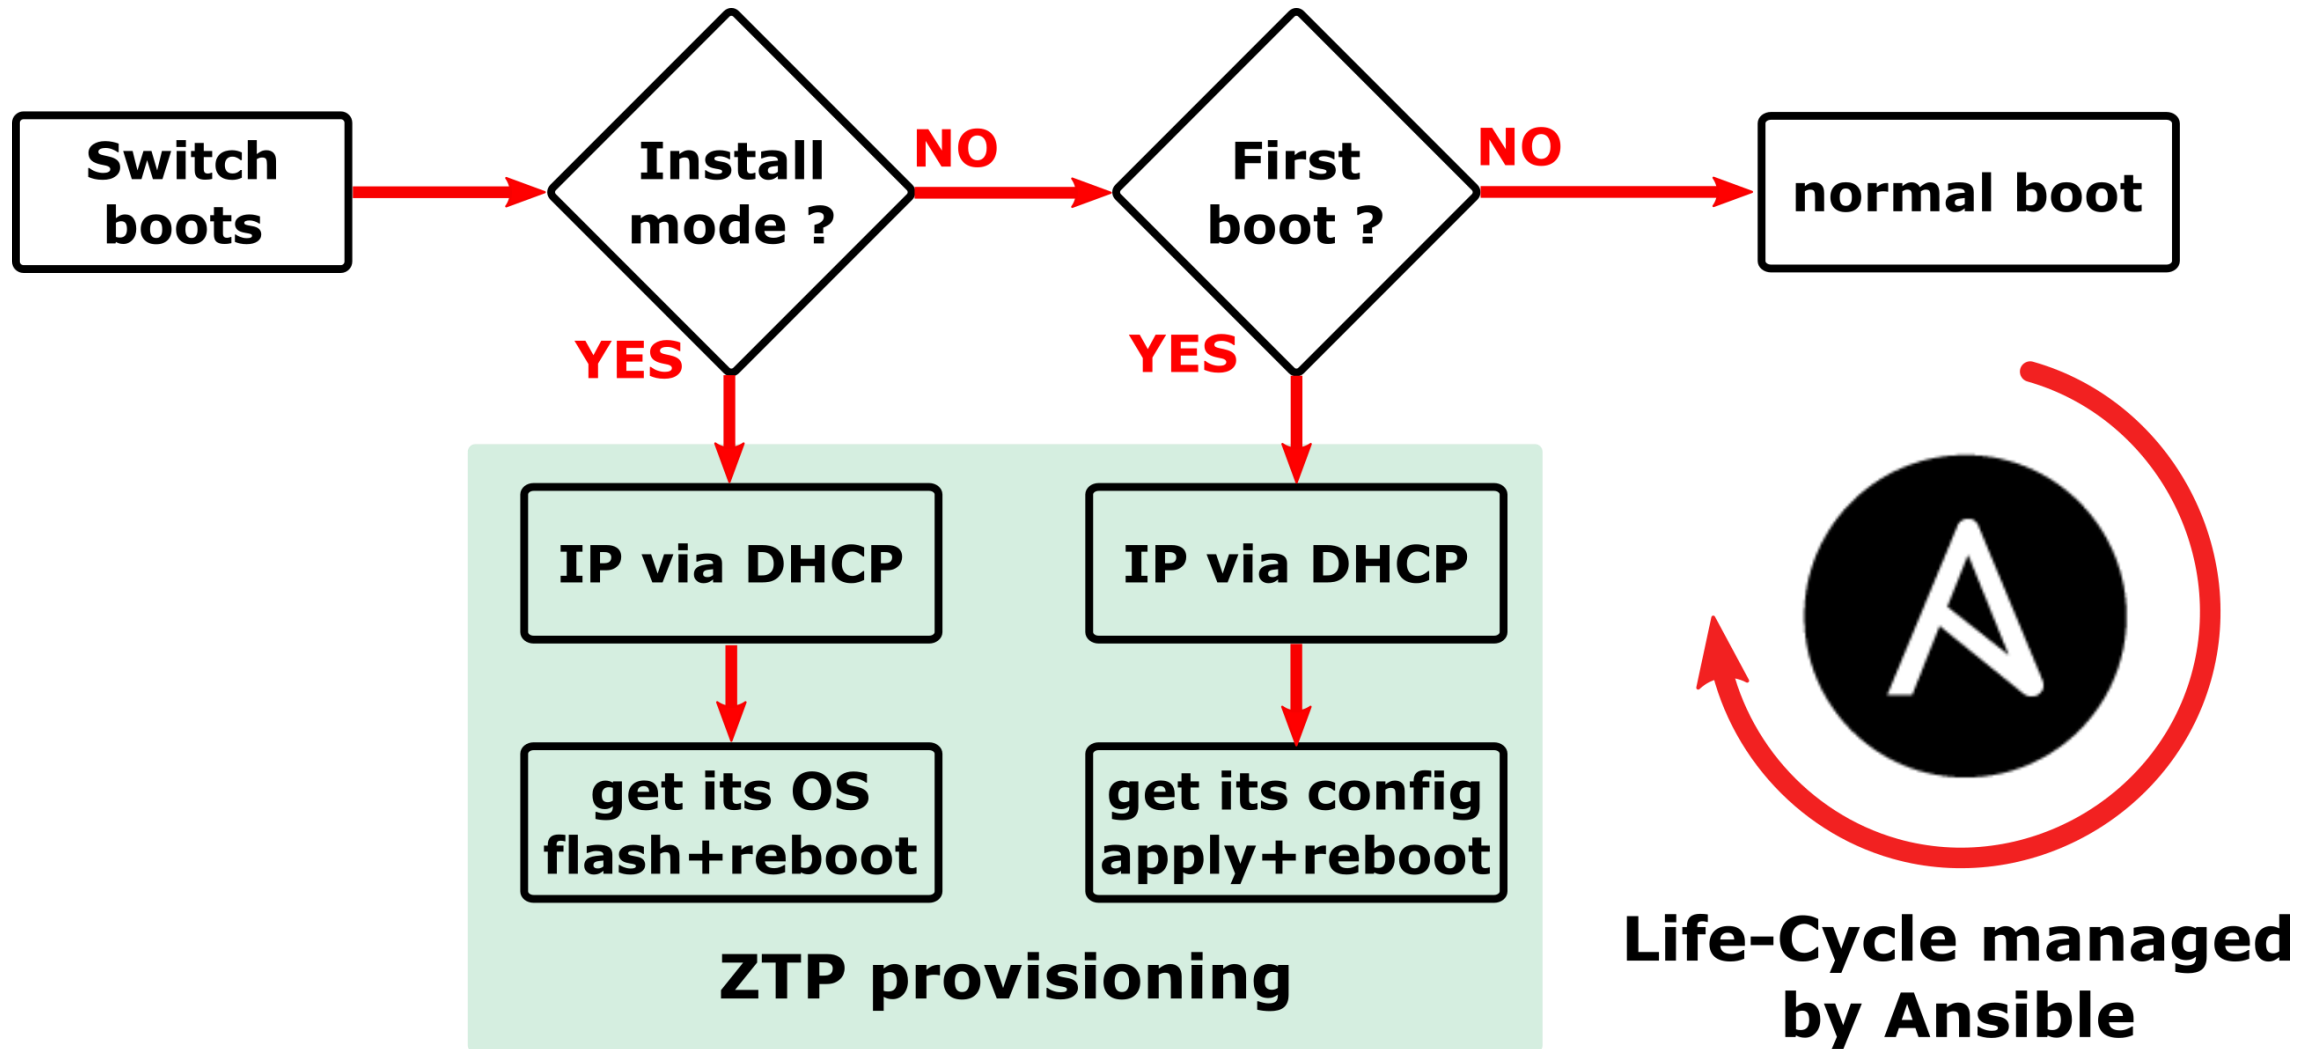 Switch
boots
Install
mode ?
NO
First
boot ?
NO
normal boot
YES
YES
IP via DHCP
IP via DHCP
get its OS
flash+reboot
get its config
apply+reboot
ZTP provisioning
Life-Cycle managed
by Ansible